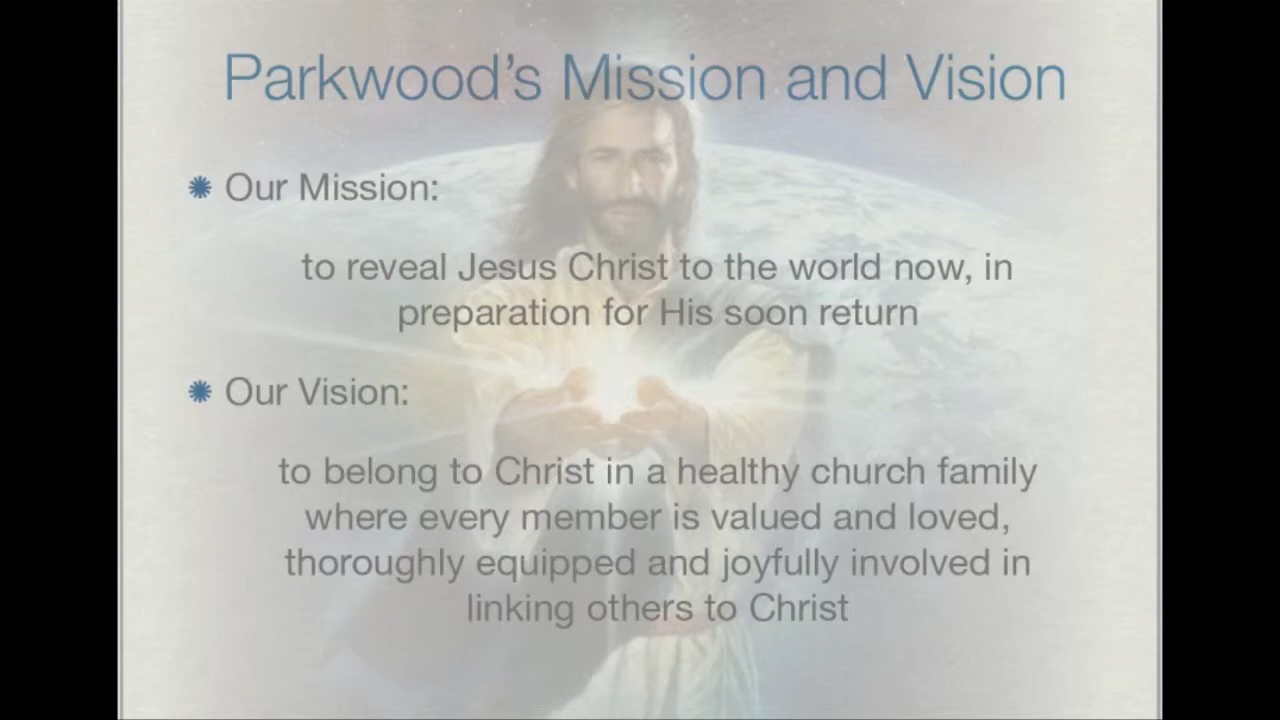 Parkwood’s Mission and Vision
Our Mission:
to reveal Jesus Christ to the world now, in
preparation for His soon return
Our Vision:
to belong to Christ in a healthy church family
where every member is valued and loved,
thoroughly equipped and joyfully involved in
linking others to Christ